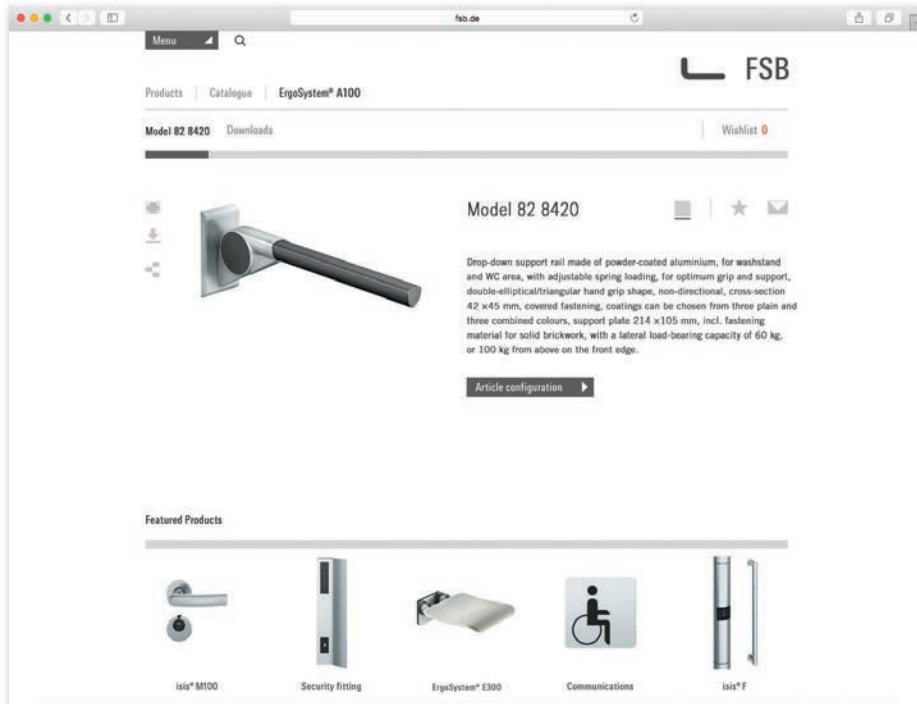 fsb.de
Menu
FSB
Products | Catalogue | ErgoSystem® A100
Model 82 8420 Downloads Wishlist 0
Model 82 8420
Drop-down support rail made of powder-coated aluminium, for washstand
and WC area, with adjustable spring loading, for optimum grip and support,
double-elliptical/triangular hand grip shape, non-directional, cross-section
42 ×45 mm, covered fastening, coatings can be chosen from three plain and
three combined colours, support plate 214 ×105 mm, incl. fastening
material for solid brickwork, with a lateral load-bearing capacity of 60 kg,
or 100 kg from above on the front edge.
Article configuration
Featured Products
isis® M100 Security fitting ErgoSystem® E300 Communications isis® F